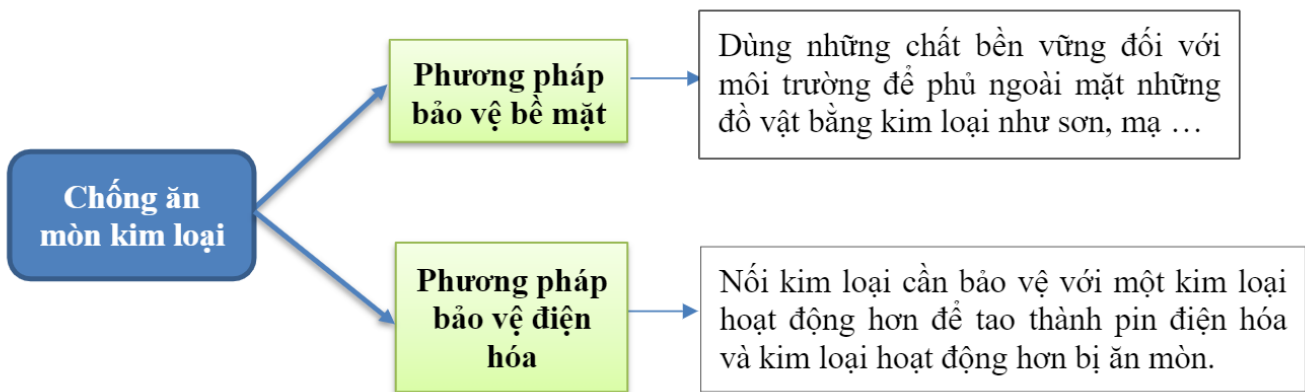 Chống ăn
mòn kim loại
Phương pháp
bảo vệ bề mặt
Dùng những chất bền vững đối với
môi trường để phủ ngoài mặt những
đồ vật bằng kim loại như sơn, mạ …
Phương pháp
bảo vệ điện
hóa
Nối kim loại cần bảo vệ với một kim loại
hoạt động hơn để tao thành pin điện hóa
và kim loại hoạt động hơn bị ăn mòn.